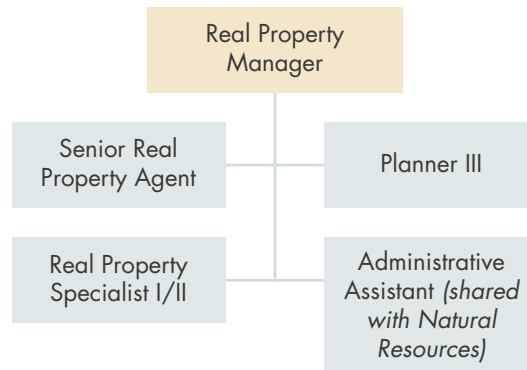 Real Property
Manager
Senior Real
Property Agent
Planner III
Real Property
Specialist I/II
Administrative
Assistant (shared
with Natural
Resources)